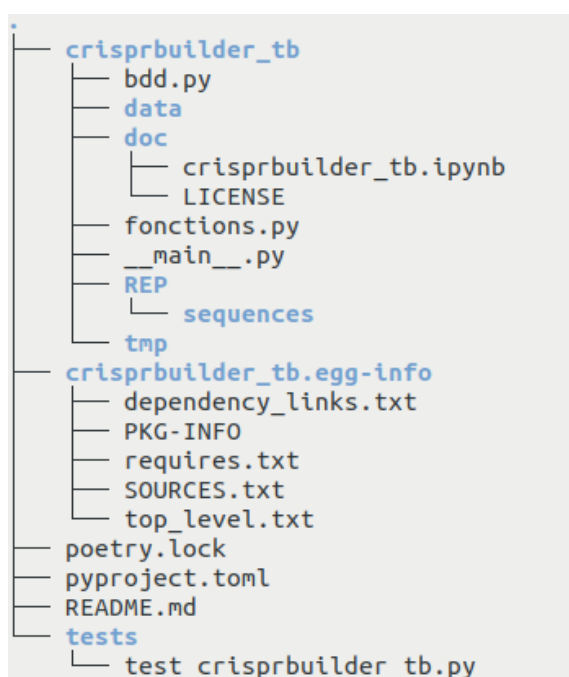 .
crisprbuilder_tb
bdd.py
data
doc
crisprbuilder_tb.ipynb
LICENSE
fonctions.py
__main__.py
REP
sequences
tmp
crisprbuilder_tb.egg-info
dependency_links.txt
PKG-INFO
requires.txt
SOURCES.txt
top_level.txt
poetry.lock
pyproject.toml
README.md
tests
test_crisprbuilder_tb.py